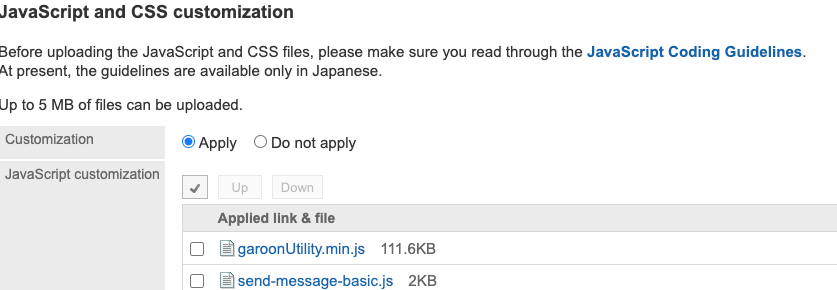 JavaScript and CSS customization
Before uploading the JavaScript and CSS files, please make sure you read through the JavaScript Coding Guidelines.
At present, the guidelines are available only in Japanese.
Up to 5 MB of files can be uploaded.
Customization Apply Do not apply
JavaScript customization
Up Down
Applied link & file
garoonUtility.min.js 111.6KB
send-message-basic.js 2KB